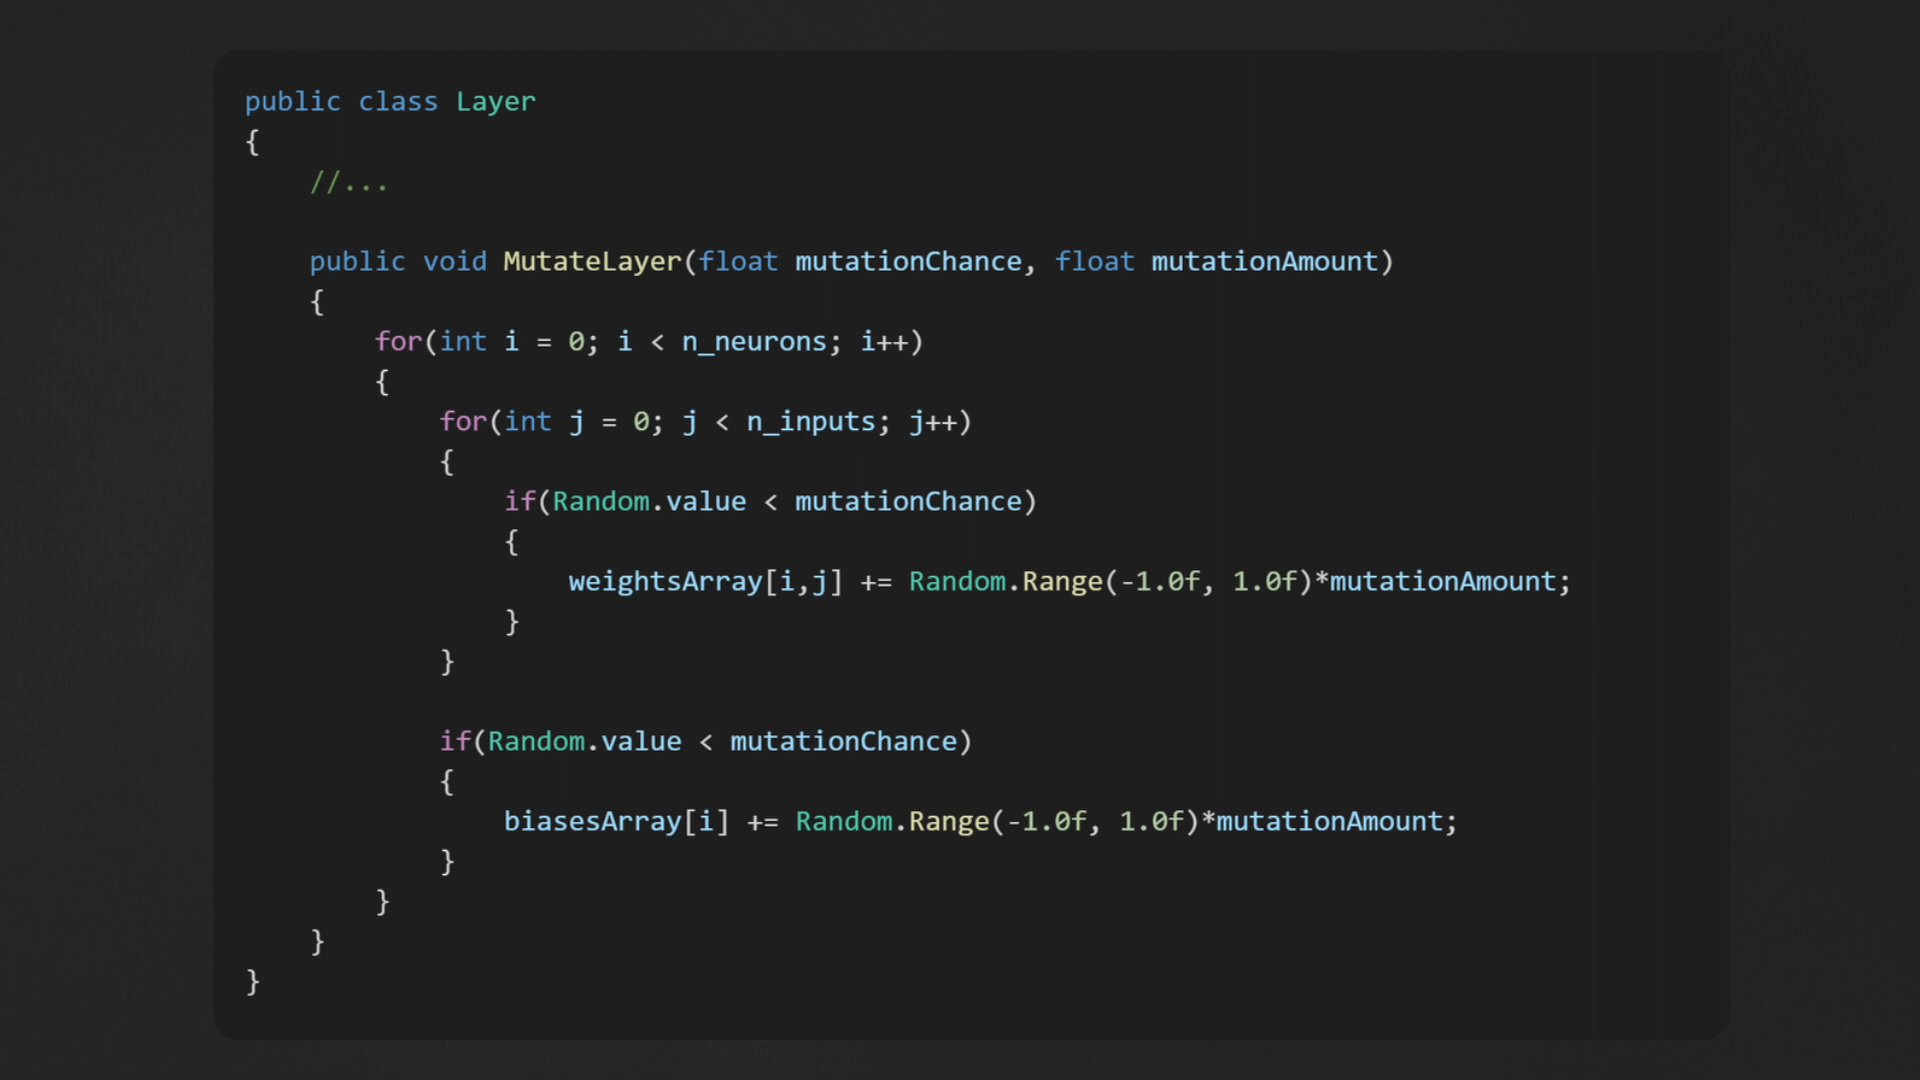 public class Layer
{
    //...

    public void MutateLayer(float mutationChance, float mutationAmount)
    {
        for(int i = 0; i < n_neurons; i++)
        {
            for(int j = 0; j < n_inputs; j++)
            {
                if(Random.value < mutationChance)
                {
                    weightsArray[i,j] += Random.Range(-1.0f, 1.0f)*mutationAmount;
                }
            }

            if(Random.value < mutationChance)
            {
                biasesArray[i] += Random.Range(-1.0f, 1.0f)*mutationAmount;
            }
        }
    }
}